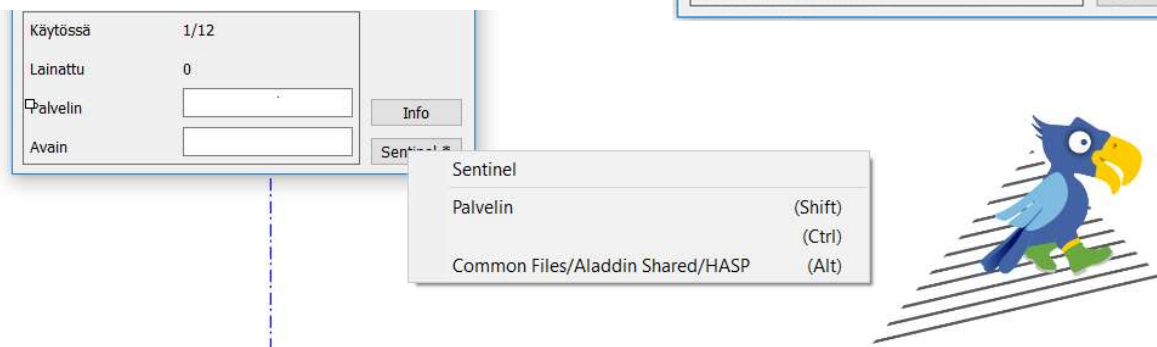 Käytössä 1/12
Lainattu 0
Palvelin
Info
Avain
Sentinel
Palvelin (Shift)
(Ctrl)
Common Files/Aladdin Shared/HASP (Alt)